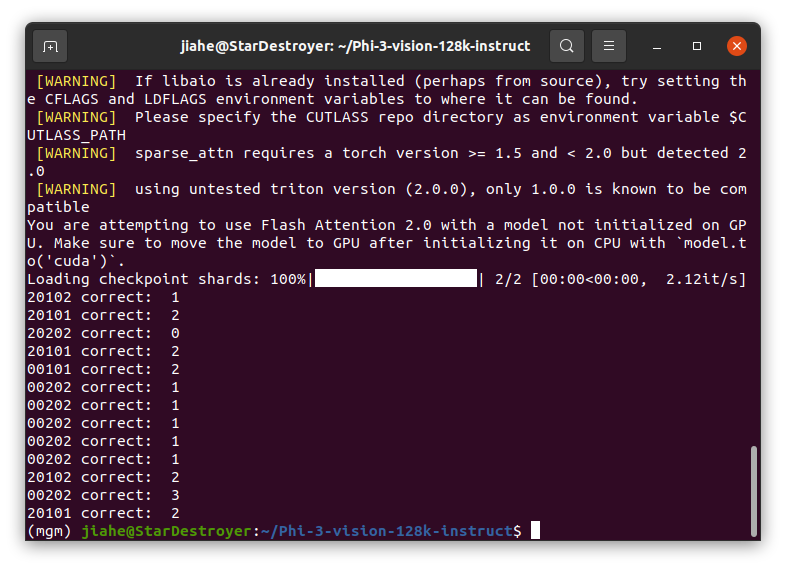 jiahe@StarDestroyer: ~/Phi-3-vision-128k-instruct
[WARNING]  If libaio is already installed (perhaps from source), try setting th
e CFLAGS and LDFLAGS environment variables to where it can be found.
[WARNING]  Please specify the CUTLASS repo directory as environment variable $C
UTLASS_PATH
[WARNING]  sparse_attn requires a torch version >= 1.5 and < 2.0 but detected 2
.0
[WARNING]  using untested triton version (2.0.0), only 1.0.0 is known to be com
patible
You are attempting to use Flash Attention 2.0 with a model not initialized on GP
U. Make sure to move the model to GPU after initializing it on CPU with `model.t
o('cuda')`.
Loading checkpoint shards: 100%|██████████████████| 2/2 [00:00<00:00,  2.12it/s]
20102 correct:  1
20101 correct:  2
20202 correct:  0
20101 correct:  2
00101 correct:  2
00202 correct:  1
00202 correct:  1
00202 correct:  1
00202 correct:  1
00202 correct:  1
20102 correct:  2
00202 correct:  3
20101 correct:  2
(mgm) jiahe@StarDestroyer:~/Phi-3-vision-128k-instruct$